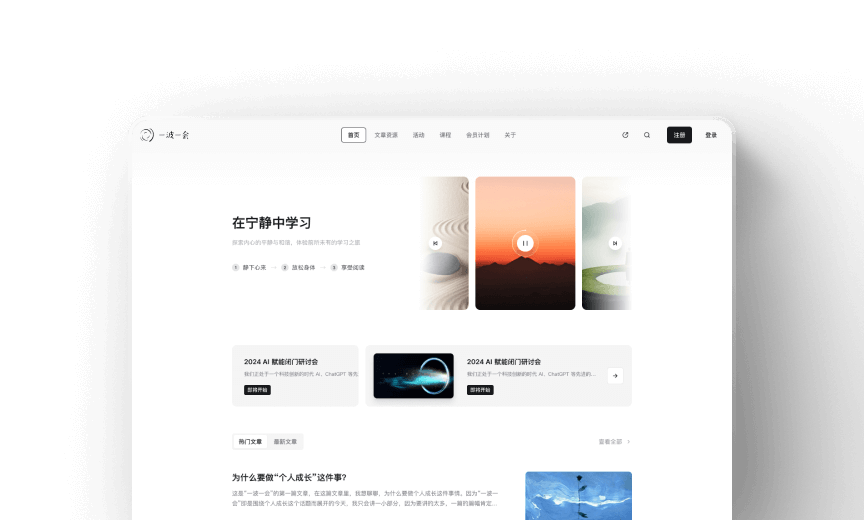 一波一会
首页 文章资源 活动 课程 会员计划 关于 注册 登录
在宁静中学习
探索内心的平静与和谐，体验前所未有的学习之旅
1 静下心来 2 放松身体 3 享受阅读
2024 AI 赋能闭门研讨会
我们正处于一个科技创新的时代 AI、ChatGPT 等先
即将开始
2024 AI 赋能闭门研讨会
我们正处于一个科技创新的时代 AI、ChatGPT 等先进的...
即将开始
热门文章 最新文章 查看全部
为什么要做“个人成长”这件事?
这是“一波一会”的第一篇文章，在这篇文章里，我想聊聊，为什么要做个人成长这件事情。因为“一波一
会”即是围绕个人成长这个话题而展开的今天，我只会讲一小部分，因为要讲的太多，一篇的篇幅肯定...